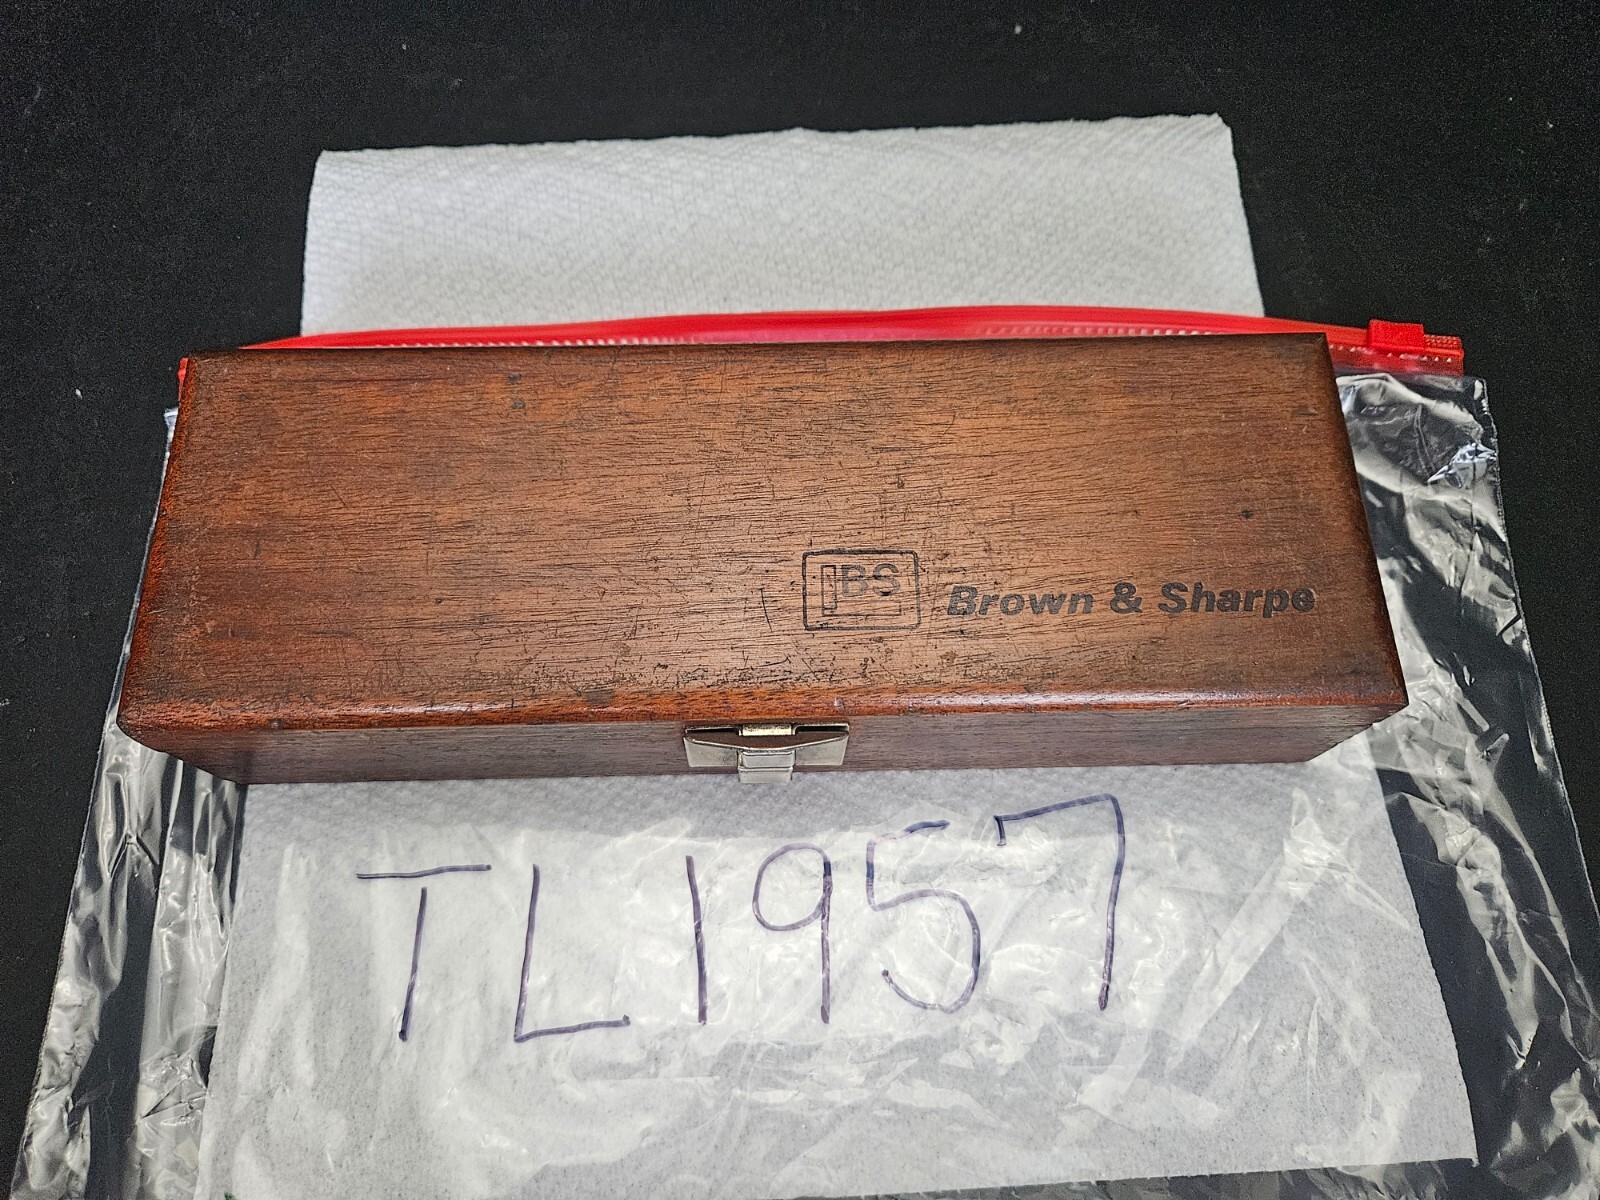 BS Brown & Sharpe
TL1957